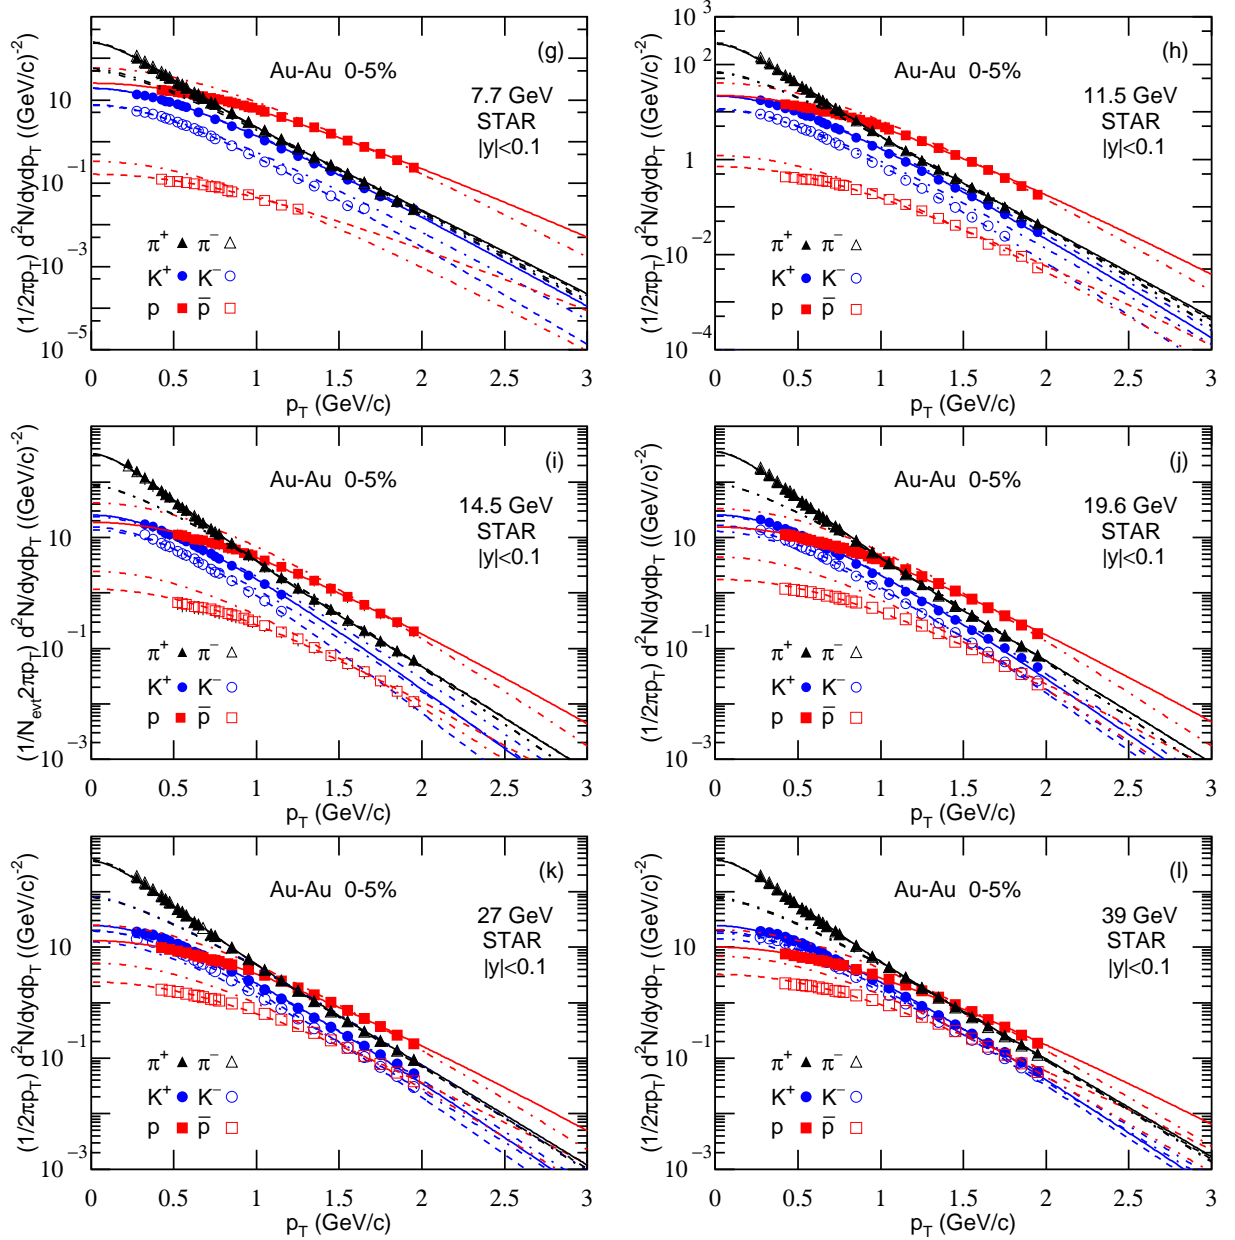 (g)
Au-Au 0-5%
7.7 GeV
STAR
|y|<0.1
π⁺ ▲ π⁻ △
K⁺ ● K⁻ ○
p ■ p̄ □
10
10⁻¹
10⁻³
10⁻⁵
0 0.5 1 1.5 2 2.5 3
p_T (GeV/c)
(1/2πp_T) d²N/dydp_T ((GeV/c)⁻²)
(h)
Au-Au 0-5%
11.5 GeV
STAR
|y|<0.1
π⁺ ▲ π⁻ △
K⁺ ● K⁻ ○
p ■ p̄ □
10³
10²
1
10⁻²
10⁻⁴
0 0.5 1 1.5 2 2.5 3
p_T (GeV/c)
(1/2πp_T) d²N/dydp_T ((GeV/c)⁻²)
(i)
Au-Au 0-5%
14.5 GeV
STAR
|y|<0.1
π⁺ ▲ π⁻ △
K⁺ ● K⁻ ○
p ■ p̄ □
10
10⁻¹
10⁻³
0 0.5 1 1.5 2 2.5 3
p_T (GeV/c)
(1/N_evt2πp_T) d²N/dydp_T ((GeV/c)⁻²)
(j)
Au-Au 0-5%
19.6 GeV
STAR
|y|<0.1
π⁺ ▲ π⁻ △
K⁺ ● K⁻ ○
p ■ p̄ □
10
10⁻¹
10⁻³
0 0.5 1 1.5 2 2.5 3
p_T (GeV/c)
(1/2πp_T) d²N/dydp_T ((GeV/c)⁻²)
(k)
Au-Au 0-5%
27 GeV
STAR
|y|<0.1
π⁺ ▲ π⁻ △
K⁺ ● K⁻ ○
p ■ p̄ □
10
10⁻¹
10⁻³
0 0.5 1 1.5 2 2.5 3
p_T (GeV/c)
(1/2πp_T) d²N/dydp_T ((GeV/c)⁻²)
(l)
Au-Au 0-5%
39 GeV
STAR
|y|<0.1
π⁺ ▲ π⁻ △
K⁺ ● K⁻ ○
p ■ p̄ □
10
10⁻¹
10⁻³
0 0.5 1 1.5 2 2.5 3
p_T (GeV/c)
(1/2πp_T) d²N/dydp_T ((GeV/c)⁻²)